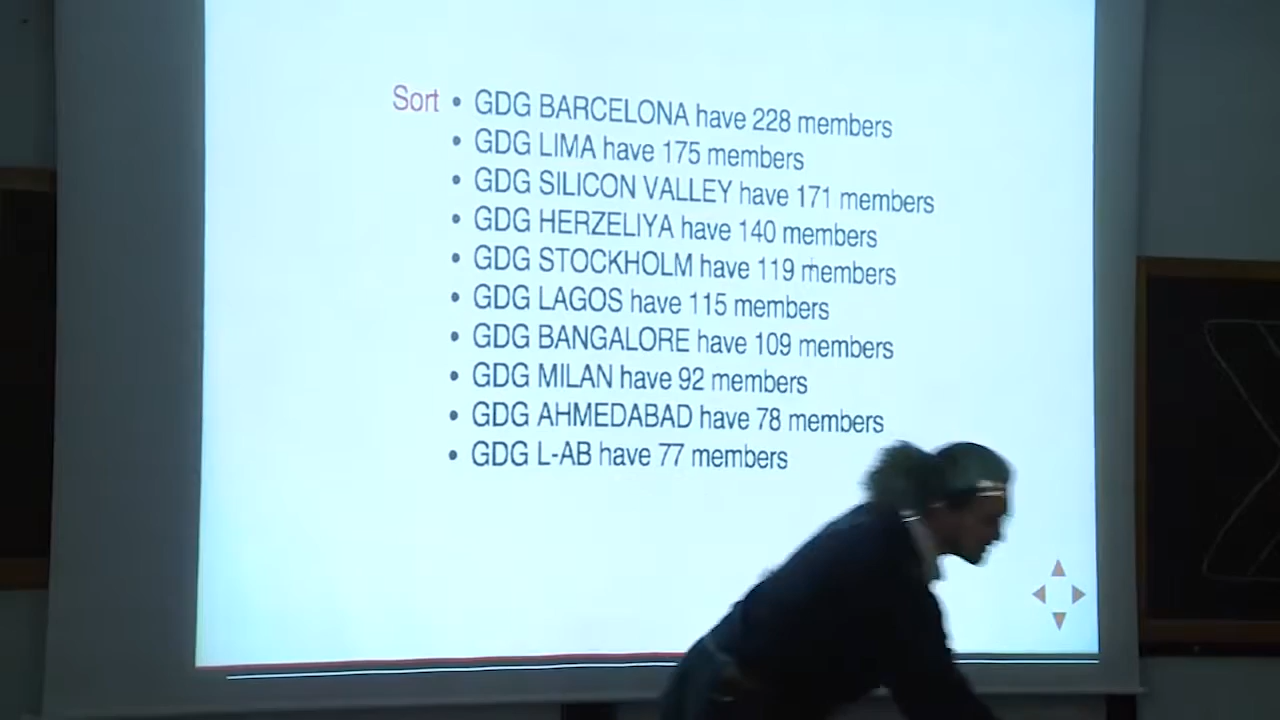 Sort • GDG BARCELONA have 228 members
• GDG LIMA have 175 members
• GDG SILICON VALLEY have 171 members
• GDG HERZELIYA have 140 members
• GDG STOCKHOLM have 119 members
• GDG LAGOS have 115 members
• GDG BANGALORE have 109 members
• GDG MILAN have 92 members
• GDG AHMEDABAD have 78 members
• GDG L-AB have 77 members